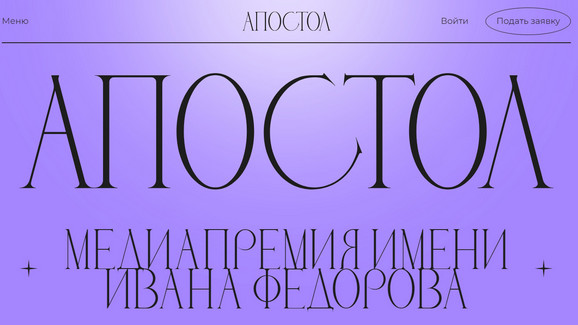 Меню
АПОСТОЛ
Войти
Подать заявку
АПОСТОЛ
МЕДИАПРЕМИЯ ИМЕНИ
ИВАНА ФЕДОРОВА